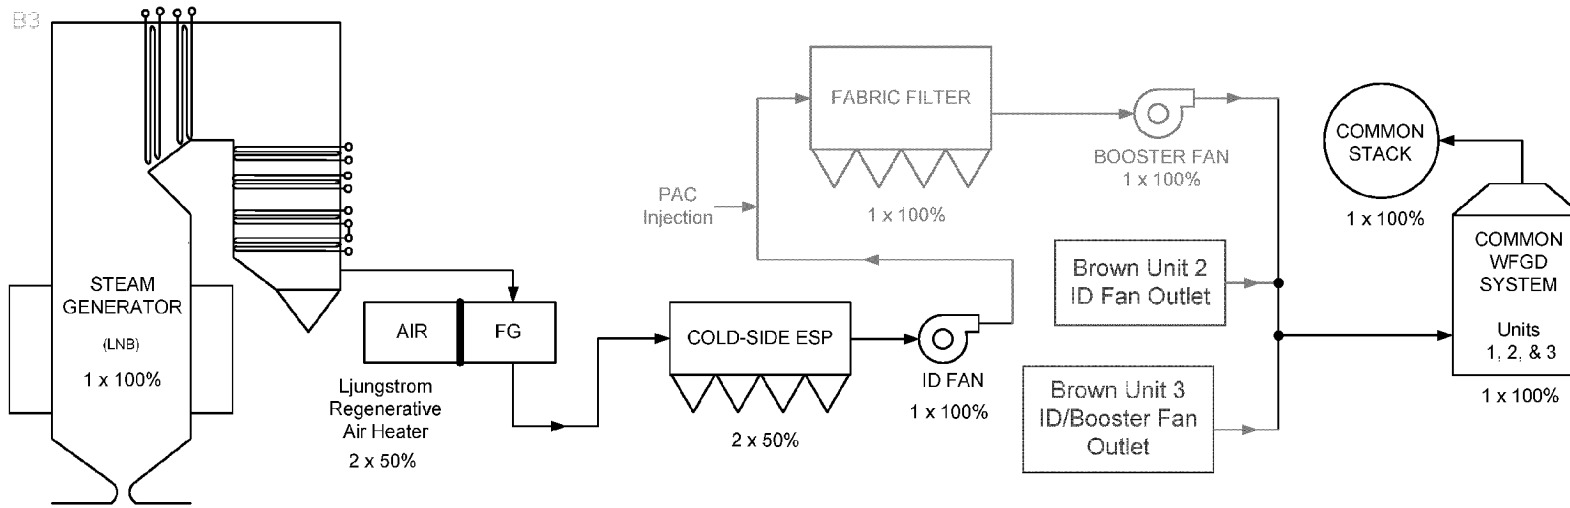 B3
STEAM
GENERATOR
(LNB)
1 x 100%
AIR
FG
Ljungstrom
Regenerative
Air Heater
2 x 50%
COLD-SIDE ESP
2 x 50%
ID FAN
1 x 100%
PAC
Injection
FABRIC FILTER
1 x 100%
BOOSTER FAN
1 x 100%
Brown Unit 2
ID Fan Outlet
Brown Unit 3
ID/Booster Fan
Outlet
COMMON
STACK
1 x 100%
COMMON
WFGD
SYSTEM
Units
1, 2, & 3
1 x 100%